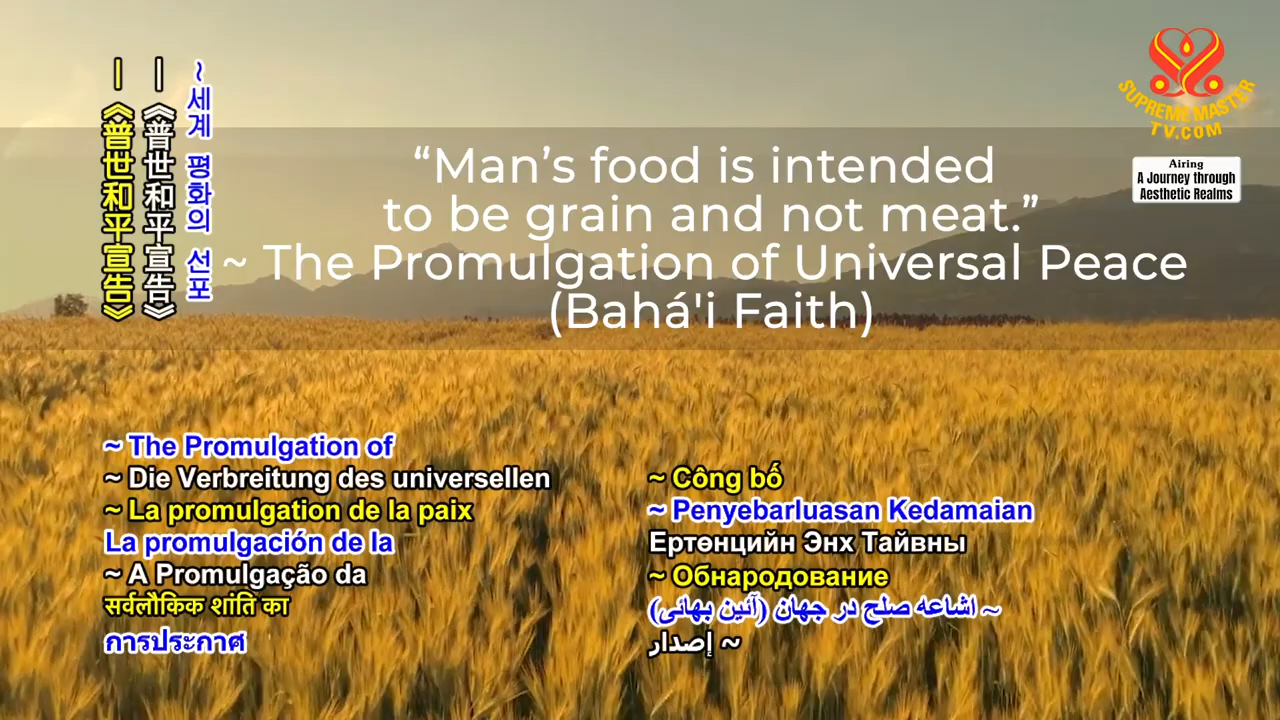 — 《普世和平宣告》
— 《普世和平宣告》
~ 세계 평화의 선포
SUPREME MASTER
TV.COM
Airing
A Journey through
Aesthetic Realms
“Man’s food is intended
to be grain and not meat.”
~ The Promulgation of Universal Peace
(Bahá'i Faith)
~ The Promulgation of
~ Die Verbreitung des universellen
~ La promulgation de la paix
La promulgación de la
~ A Promulgação da
सर्वलौकिक शांति का
การประกาศ
~ Công bố
~ Penyebarluasan Kedamaian
Ертөнцийн Энх Тайвны
~ Обнародование
~ اشاعه صلح در جهان (آئین بهائی)
~ إصدار